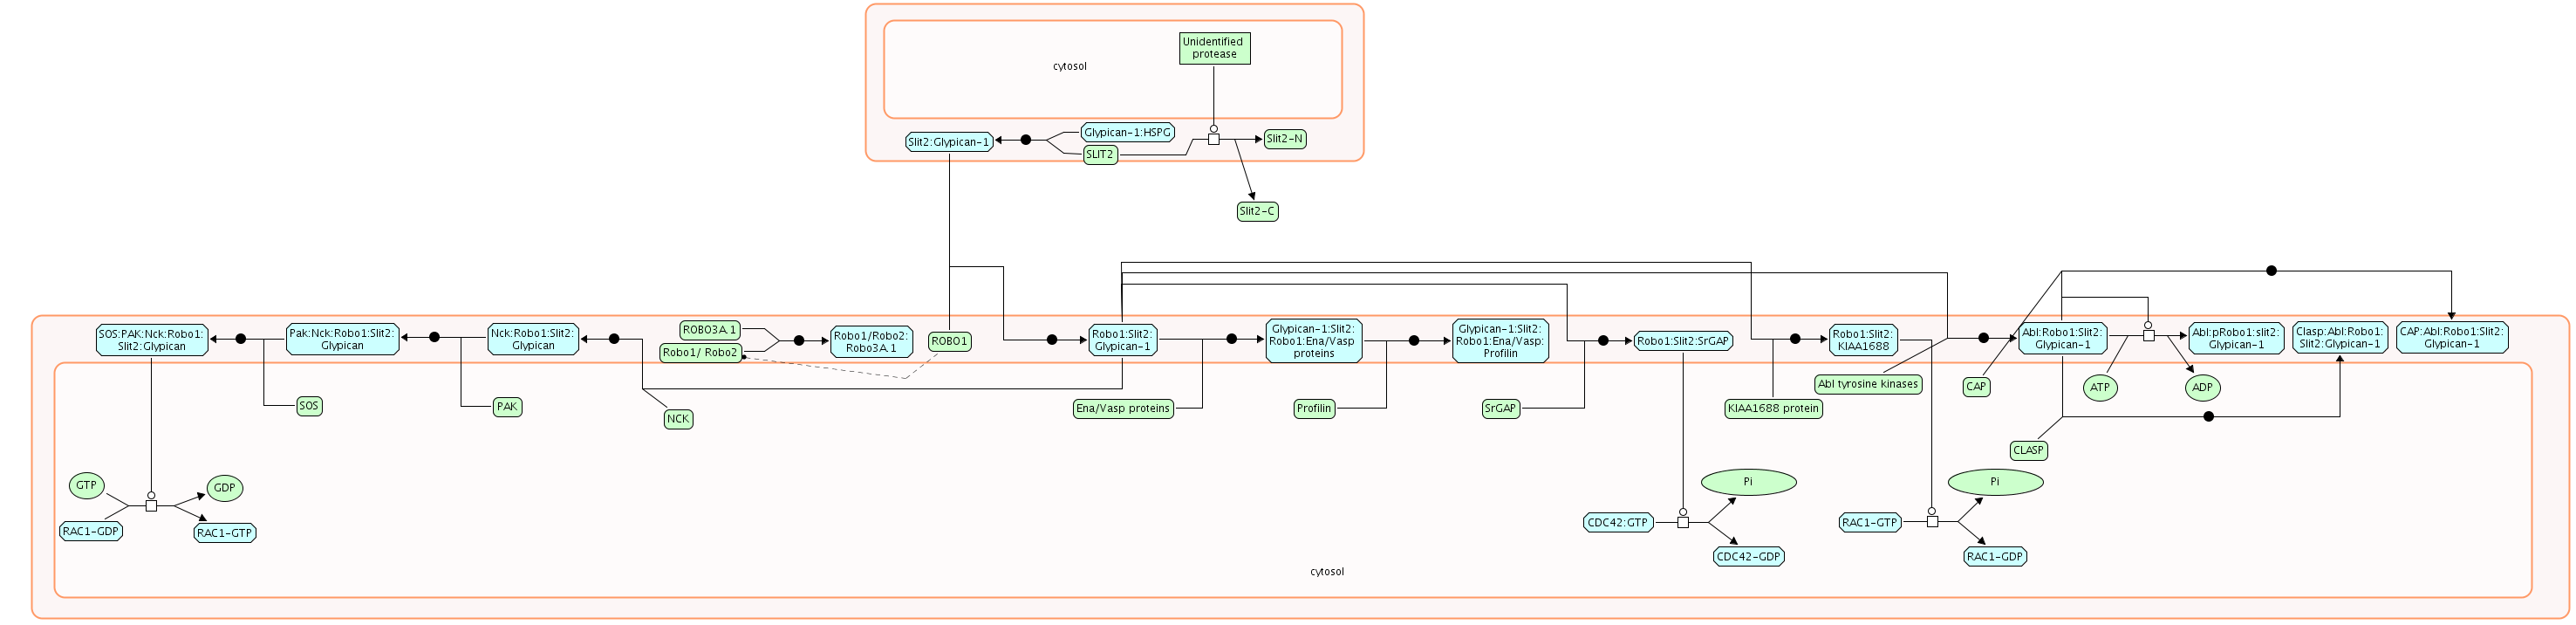 Unidentified
protease
cytosol
Glypican-1:HSPG
Slit2:Glypican-1
SLIT2
Slit2-N
Slit2-C
SOS:PAK:Nck:Robo1:
Slit2:Glypican
Pak:Nck:Robo1:Slit2:
Glypican
Nck:Robo1:Slit2:
Glypican
ROBO3A.1
Robo1/ Robo2
Robo1/Robo2:
Robo3A.1
ROBO1
Robo1:Slit2:
Glypican-1
Glypican-1:Slit2:
Robo1:Ena/Vasp
proteins
Glypican-1:Slit2:
Robo1:Ena/Vasp:
Profilin
Robo1:Slit2:SrGAP
Robo1:Slit2:
KIAA1688
Abl:Robo1:Slit2:
Glypican-1
Abl:pRobo1:slit2:
Glypican-1
Clasp:Abl:Robo1:
Slit2:Glypican-1
CAP:Abl:Robo1:Slit2:
Glypican-1
SOS
PAK
NCK
Ena/Vasp proteins
Profilin
SrGAP
KIAA1688 protein
Abl tyrosine kinases
CAP
ATP
ADP
CLASP
GTP
GDP
RAC1-GDP
RAC1-GTP
Pi
CDC42:GTP
CDC42-GDP
Pi
RAC1-GTP
RAC1-GDP
cytosol